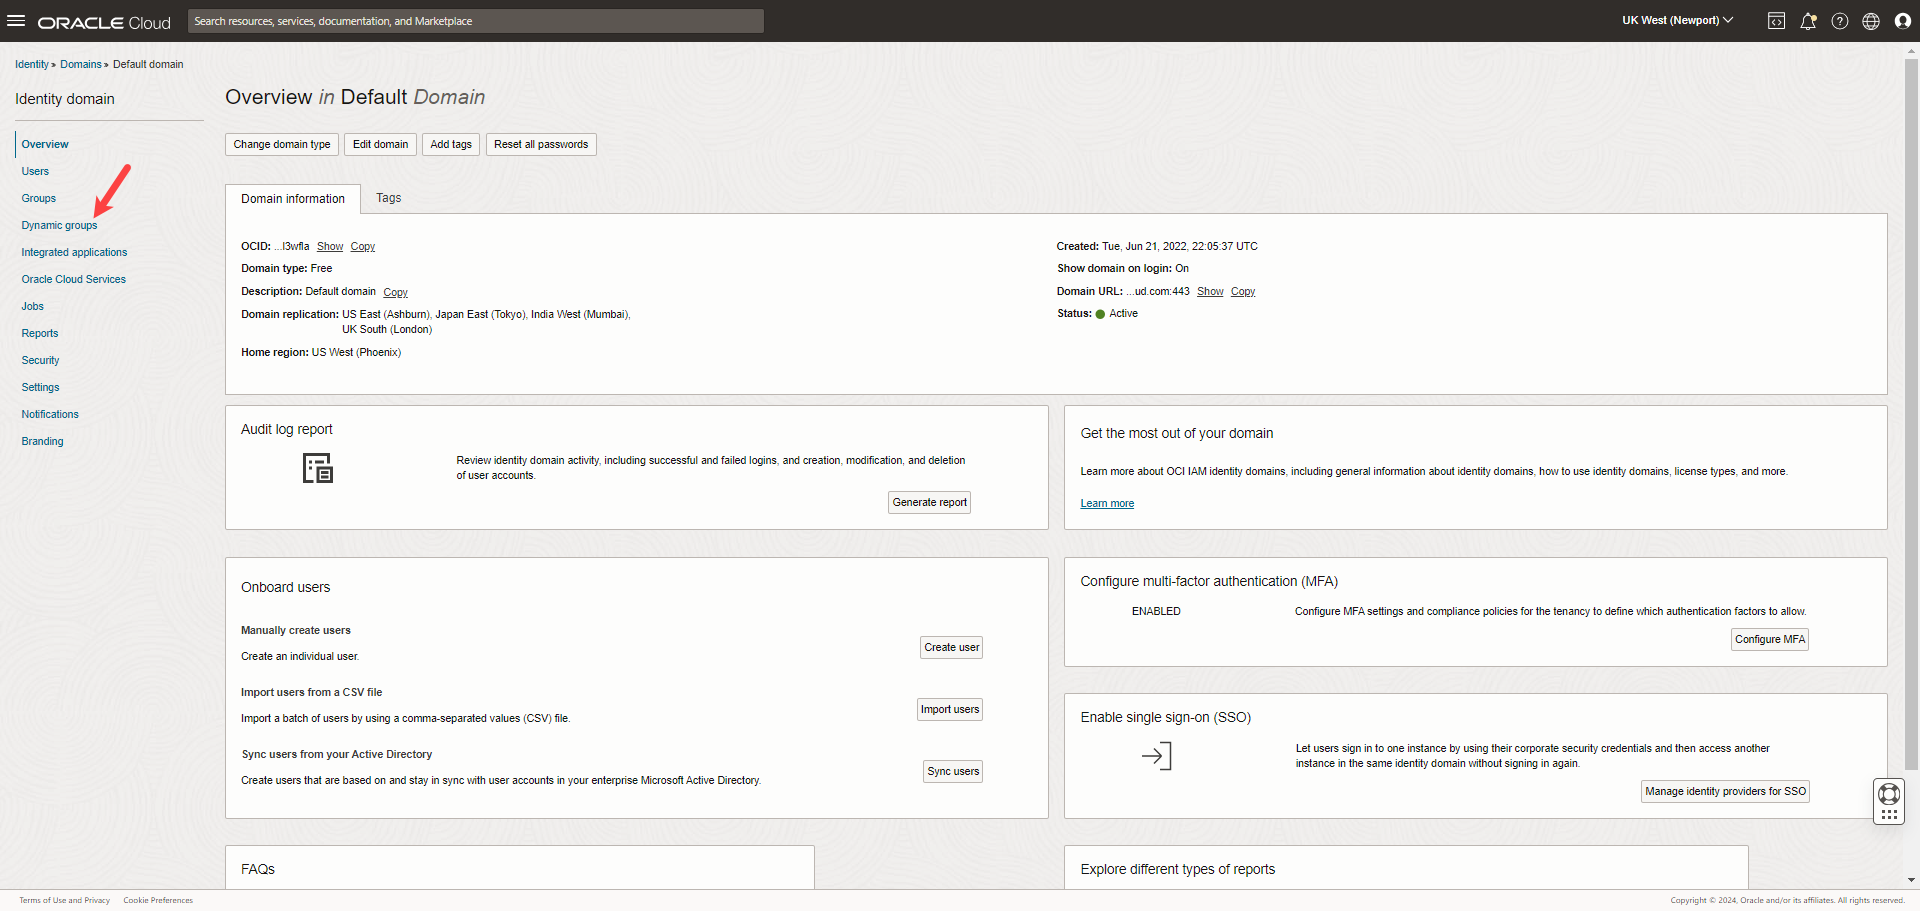 ORACLE Cloud
Search resources, services, documentation, and Marketplace
UK West (Newport)
Identity » Domains » Default domain
Identity domain
Overview
Users
Groups
Dynamic groups
Integrated applications
Oracle Cloud Services
Jobs
Reports
Security
Settings
Notifications
Branding
Overview in Default Domain
Change domain type
Edit domain
Add tags
Reset all passwords
Domain information
Tags
OCID: ...l3wfla Show Copy
Domain type: Free
Description: Default domain Copy
Domain replication: US East (Ashburn), Japan East (Tokyo), India West (Mumbai),
UK South (London)
Home region: US West (Phoenix)
Created: Tue, Jun 21, 2022, 22:05:37 UTC
Show domain on login: On
Domain URL: ...ud.com:443 Show Copy
Status: Active
Audit log report
Review identity domain activity, including successful and failed logins, and creation, modification, and deletion
of user accounts.
Generate report
Get the most out of your domain
Learn more about OCI IAM identity domains, including general information about identity domains, how to use identity domains, license types, and more.
Learn more
Onboard users
Manually create users
Create an individual user.
Create user
Import users from a CSV file
Import a batch of users by using a comma-separated values (CSV) file.
Import users
Sync users from your Active Directory
Create users that are based on and stay in sync with user accounts in your enterprise Microsoft Active Directory.
Sync users
Configure multi-factor authentication (MFA)
ENABLED
Configure MFA settings and compliance policies for the tenancy to define which authentication factors to allow.
Configure MFA
Enable single sign-on (SSO)
Let users sign in to one instance by using their corporate security credentials and then access another
instance in the same identity domain without signing in again.
Manage identity providers for SSO
FAQs
Explore different types of reports
Terms of Use and Privacy
Cookie Preferences
Copyright © 2024, Oracle and/or its affiliates. All rights reserved.